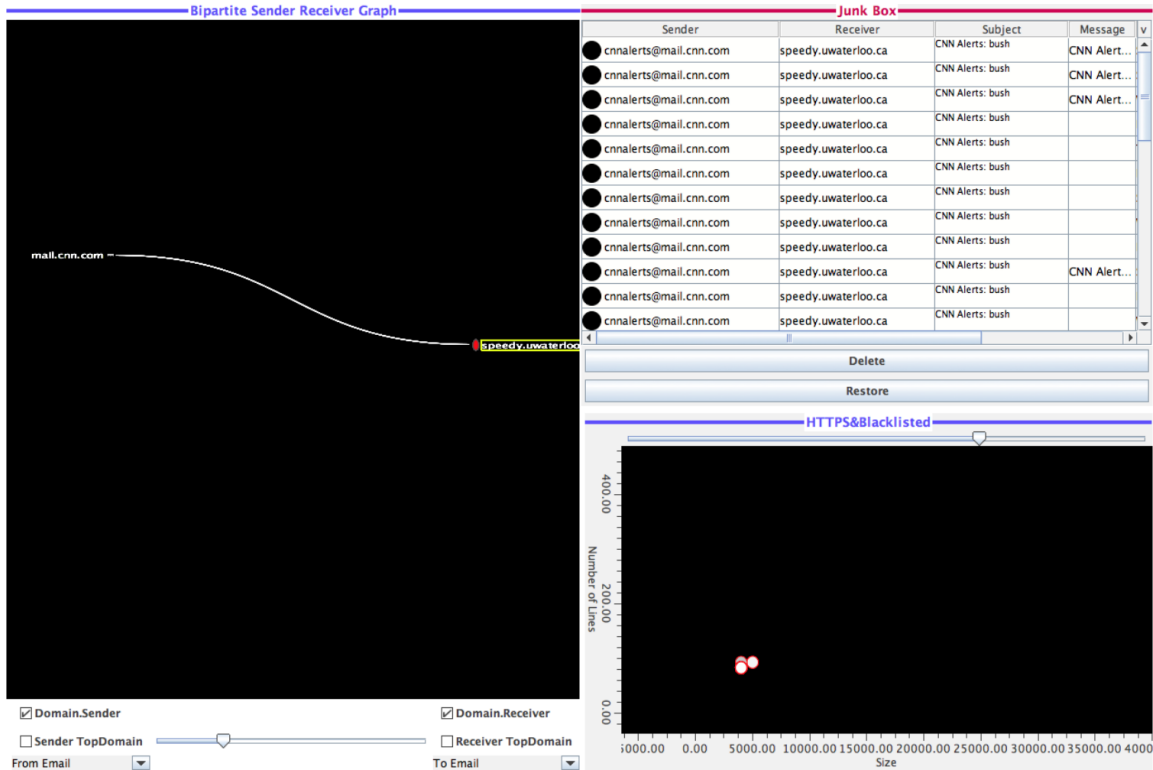 Bipartite Sender Receiver Graph
mail.cnn.com
speedy.uwaterloo
Domain.Sender
Domain.Receiver
Sender TopDomain
Receiver TopDomain
From Email
To Email
Junk Box
Sender Receiver Subject Message v
cnnalerts@mail.cnn.com speedy.uwaterloo.ca CNN Alerts: bush CNN Alert...
cnnalerts@mail.cnn.com speedy.uwaterloo.ca CNN Alerts: bush CNN Alert...
cnnalerts@mail.cnn.com speedy.uwaterloo.ca CNN Alerts: bush CNN Alert...
cnnalerts@mail.cnn.com speedy.uwaterloo.ca CNN Alerts: bush
cnnalerts@mail.cnn.com speedy.uwaterloo.ca CNN Alerts: bush
cnnalerts@mail.cnn.com speedy.uwaterloo.ca CNN Alerts: bush
cnnalerts@mail.cnn.com speedy.uwaterloo.ca CNN Alerts: bush
cnnalerts@mail.cnn.com speedy.uwaterloo.ca CNN Alerts: bush
cnnalerts@mail.cnn.com speedy.uwaterloo.ca CNN Alerts: bush
cnnalerts@mail.cnn.com speedy.uwaterloo.ca CNN Alerts: bush CNN Alert...
cnnalerts@mail.cnn.com speedy.uwaterloo.ca CNN Alerts: bush
cnnalerts@mail.cnn.com speedy.uwaterloo.ca CNN Alerts: bush
Delete
Restore
HTTPS&Blacklisted
400.00
200.00
0.00
Number of Lines
5000.00 0.00 5000.00 10000.00 15000.00 20000.00 25000.00 30000.00 35000.00 4000
Size